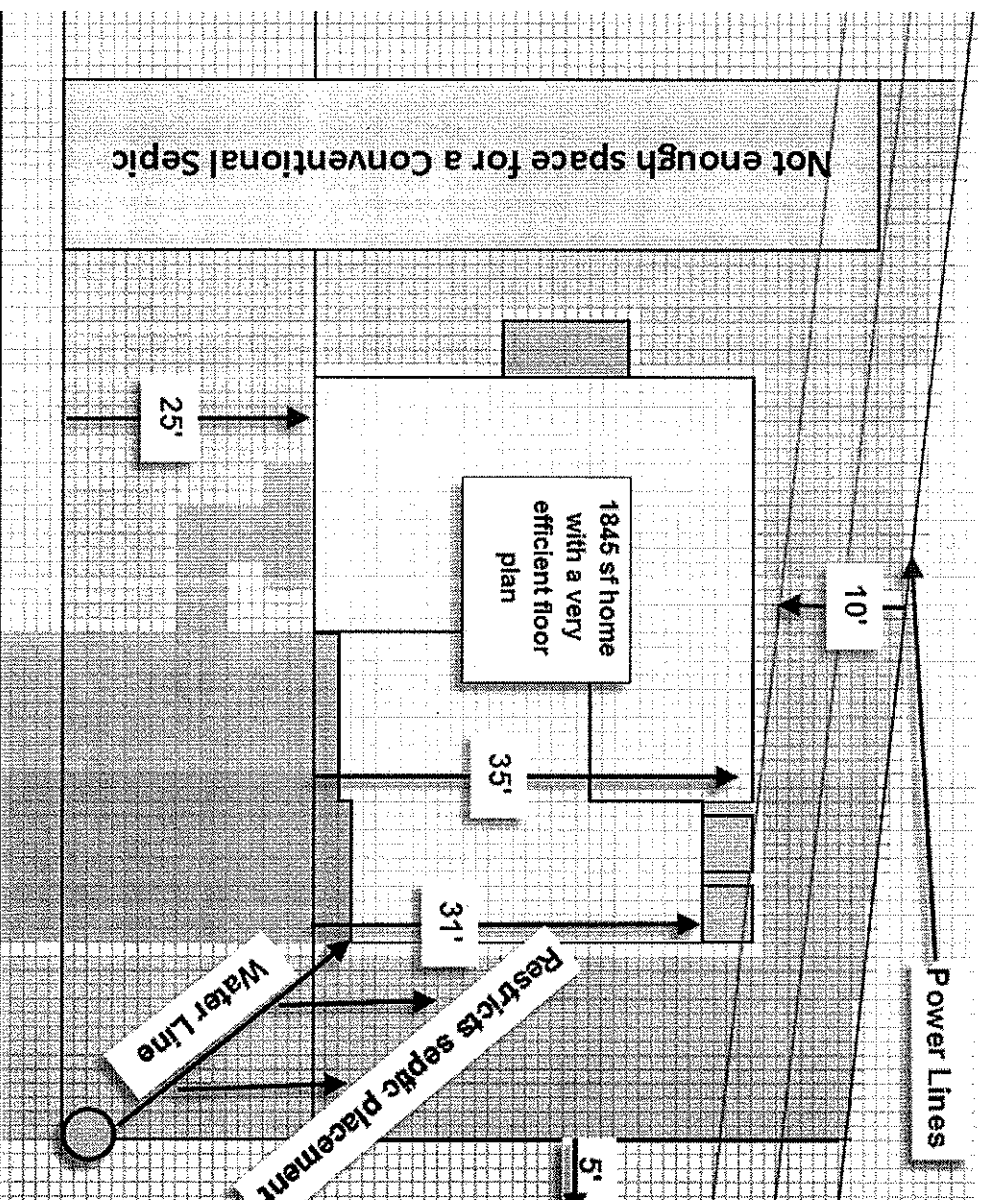 Not enough space for a Conventional Sepic
25'
1845 sf home
with a very
efficient floor
plan
10'
35'
31'
Power Lines
Water Line
Restricts septic placement
5'